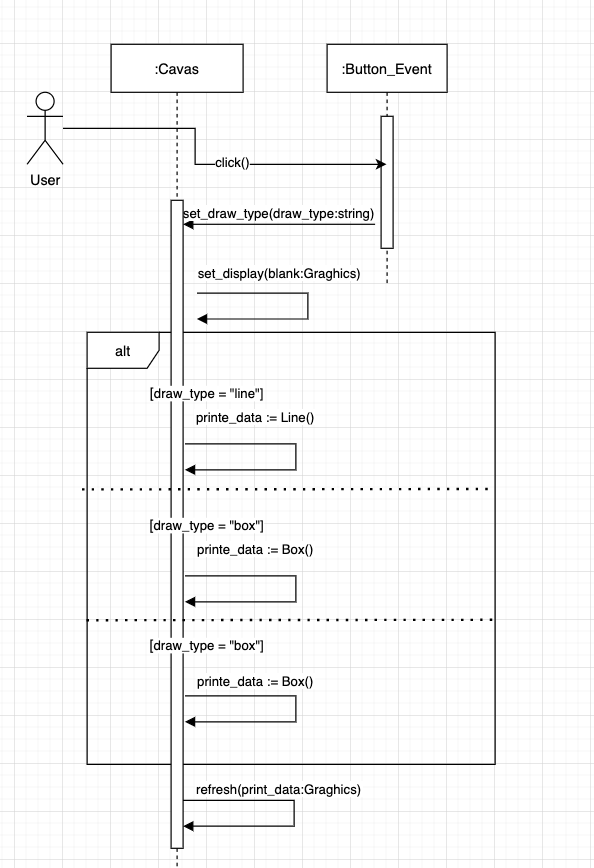 :Cavas
:Button_Event
User
click()
set_draw_type(draw_type:string)
set_display(blank:Graghics)
alt
[draw_type = "line"]
printe_data := Line()
[draw_type = "box"]
printe_data := Box()
[draw_type = "box"]
printe_data := Box()
refresh(print_data:Graghics)